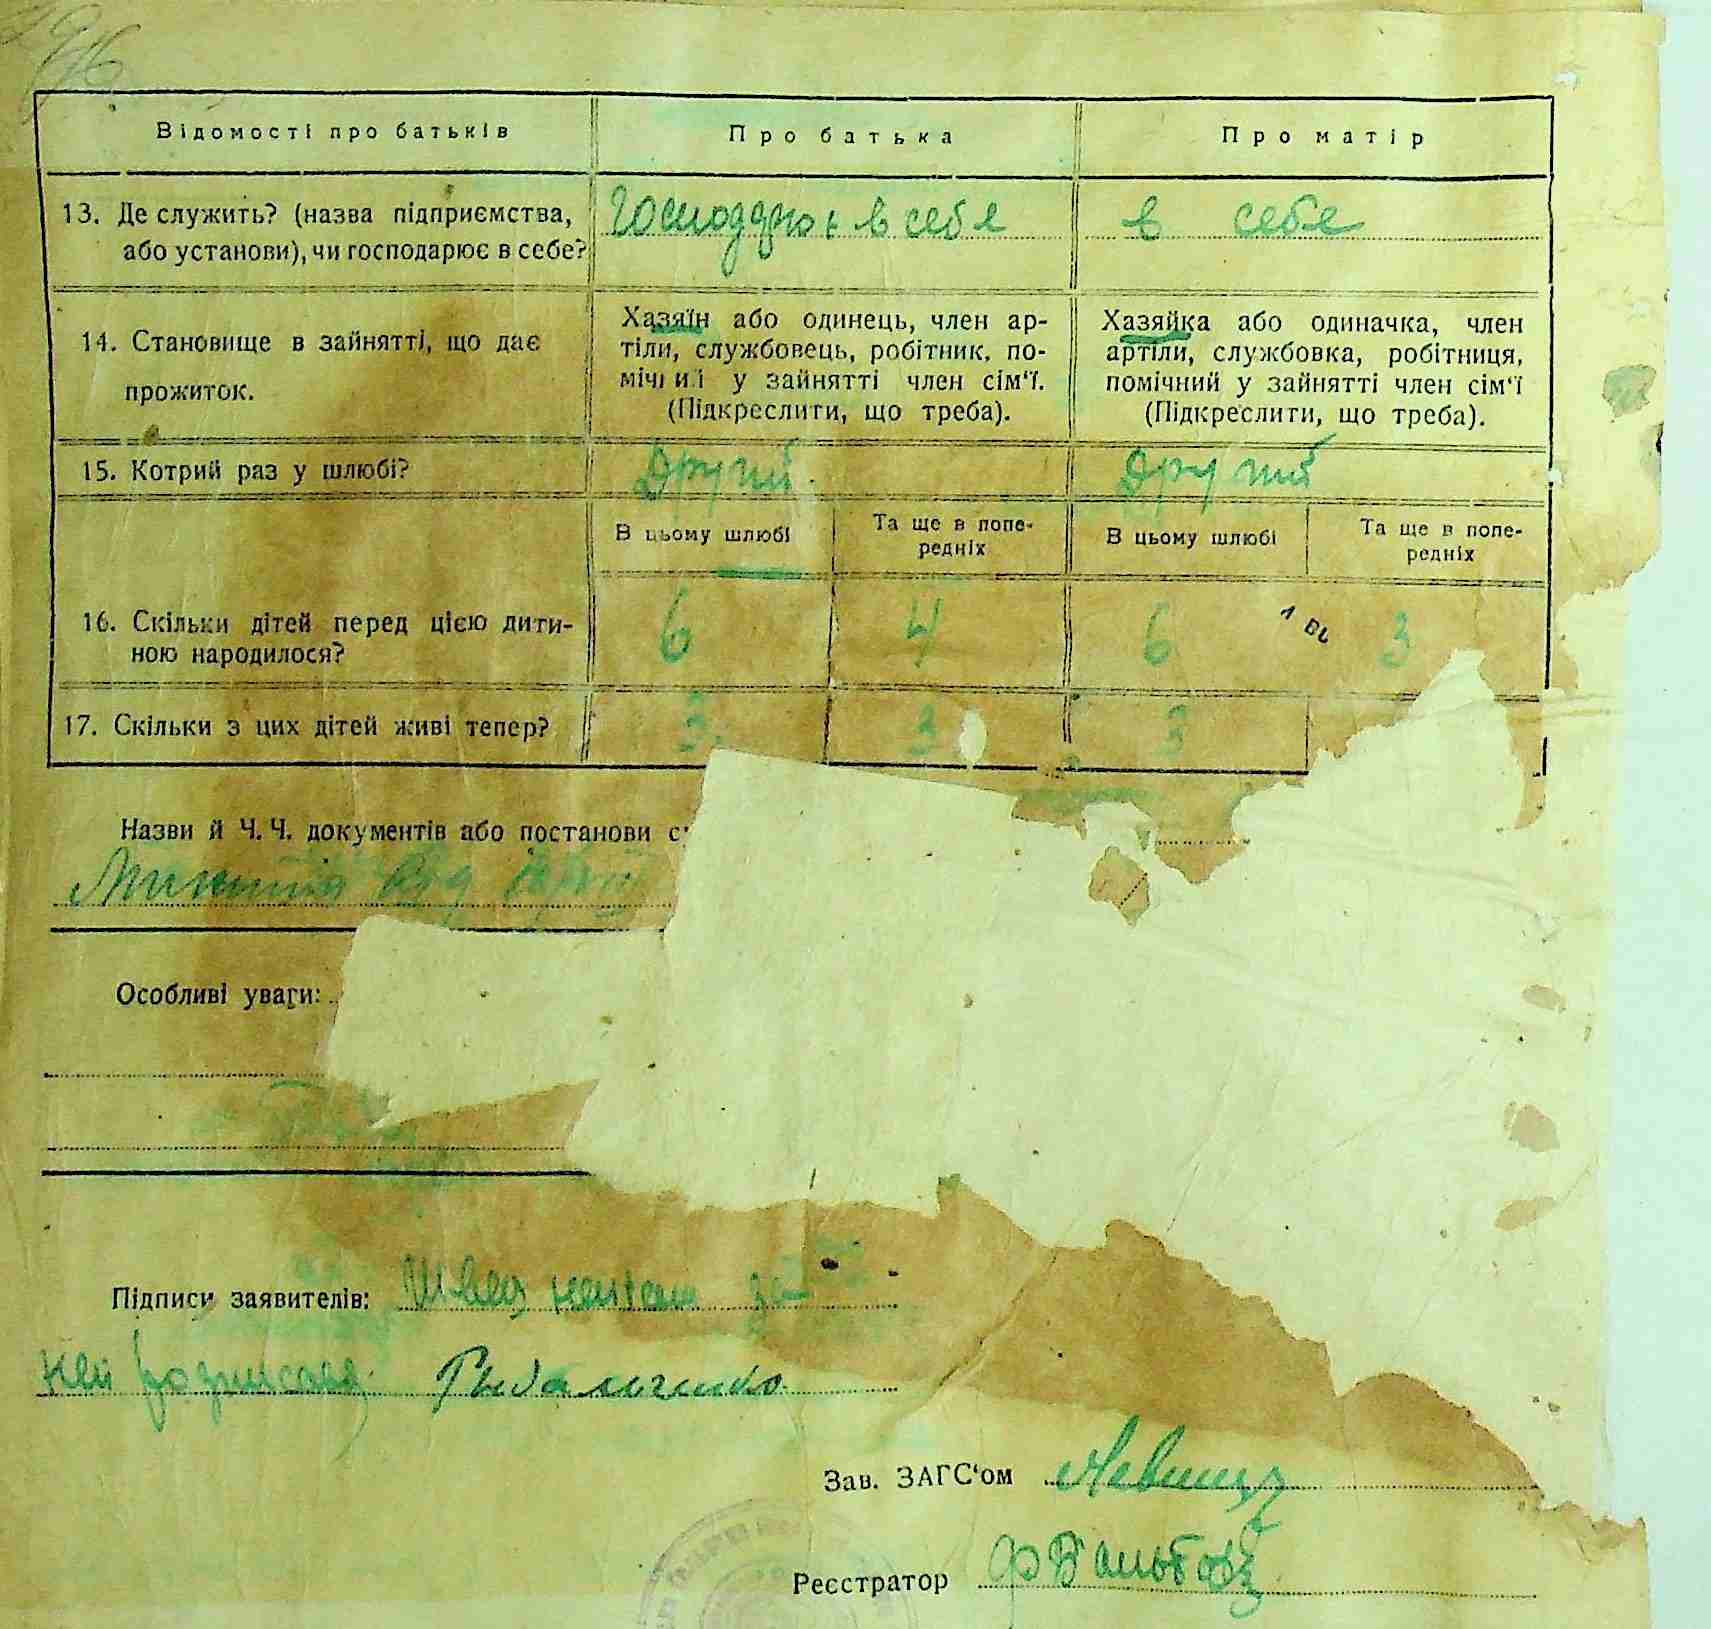 Відомості про батьків Про батька Про матір
13. Де служить? (назва підприємства, або установи), чи господарює в себе? в себе в себе
14. Становище в зайнятті, що дає прожиток.
Хазяїн або одинець, член ар-
тіли, службовець, робітник, по-
мічний у зайнятті член сім'ї.
(Підкреслити, що треба).
Хазяйка або одиначка, член
артіли, службовка, робітниця,
помічний у зайнятті член сім'ї
(Підкреслити, що треба).
15. Котрий раз у шлюбі? Другий Другий
В цьому шлюбі Та ще в попе-редніх В цьому шлюбі Та ще в попе-редніх
16. Скільки дітей перед цією дити-
ною народилося? 6 4 6 3
17. Скільки з цих дітей живі тепер? 3 3 3
Назви й Ч. Ч. документів або постанови
Особливі уваги:
Підписи заявителів: Швец
Рыбальченко
Зав. ЗАГС'ом
Реєстратор